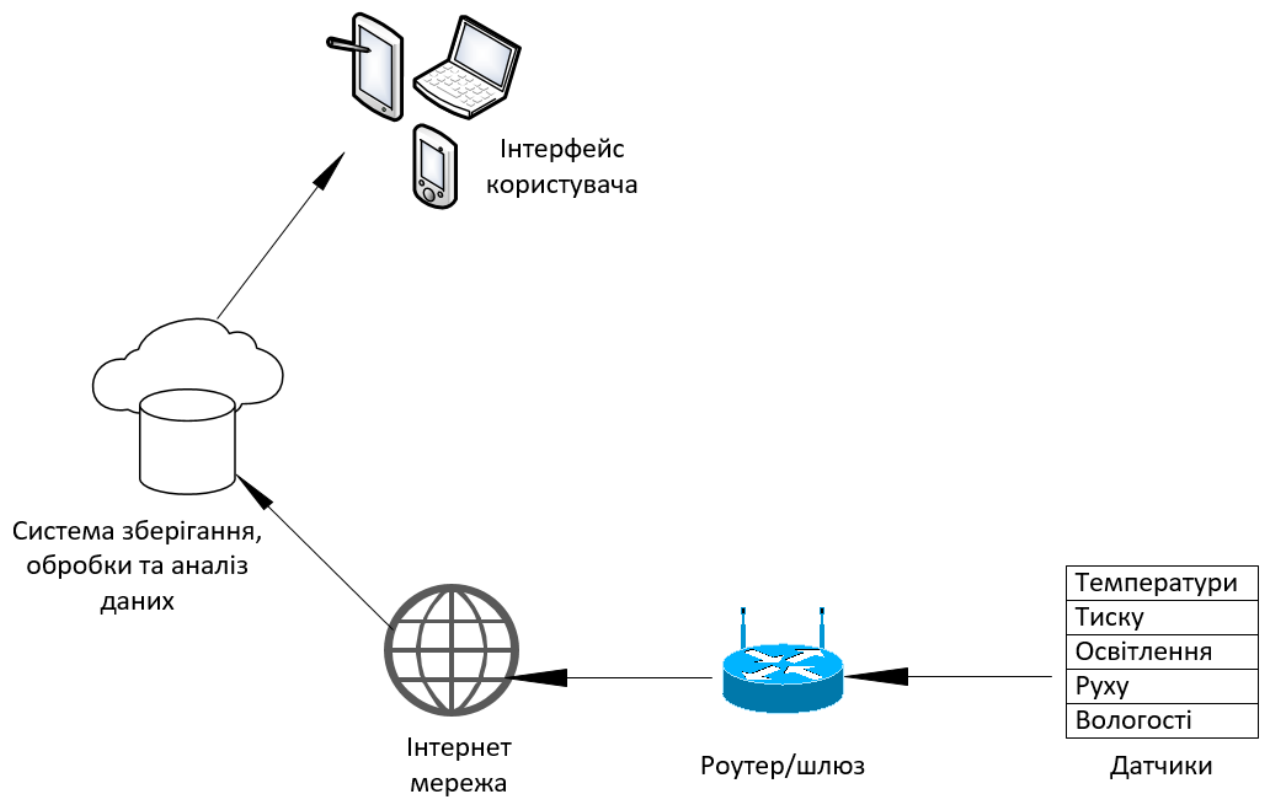 Інтерфейс
користувача
Система зберігання,
обробки та аналіз
даних
Температури
Тиску
Освітлення
Руху
Вологості
Інтернет
мережа
Роутер/шлюз
Датчики